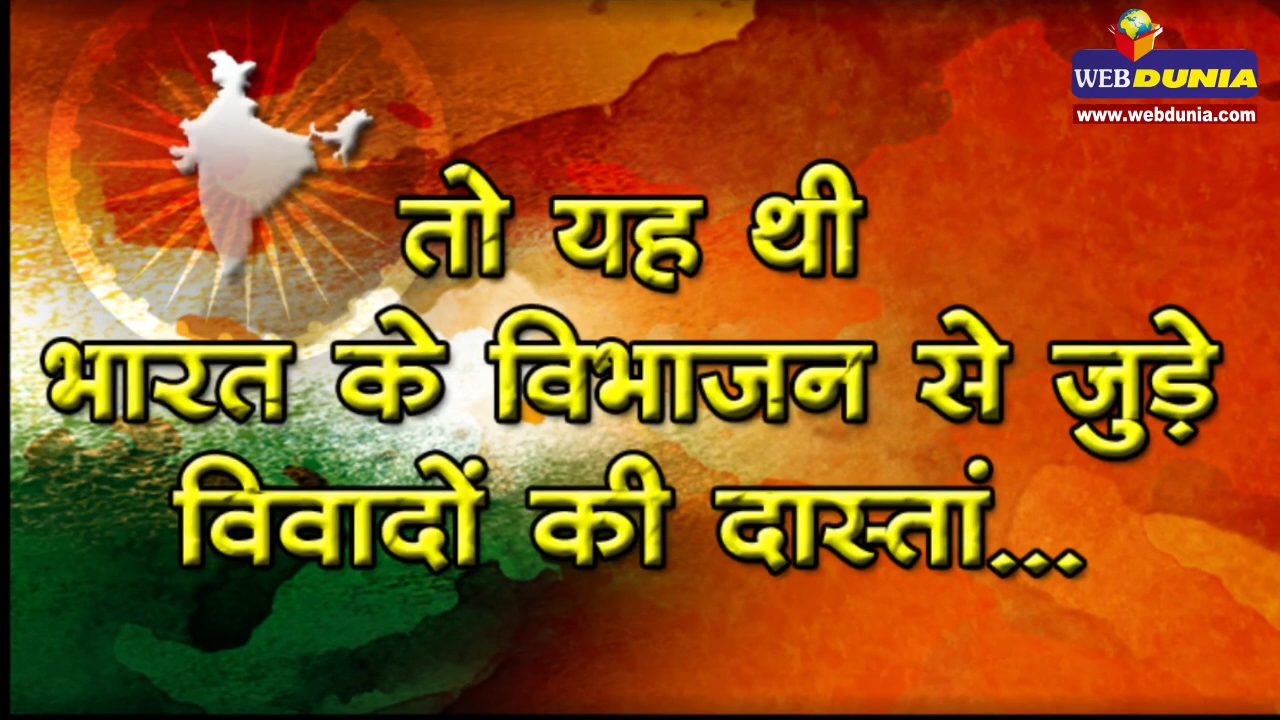 WEBDUNIA
www.webdunia.com
तो यह थी
भारत के विभाजन से जुड़े
विवादों की दास्तां...